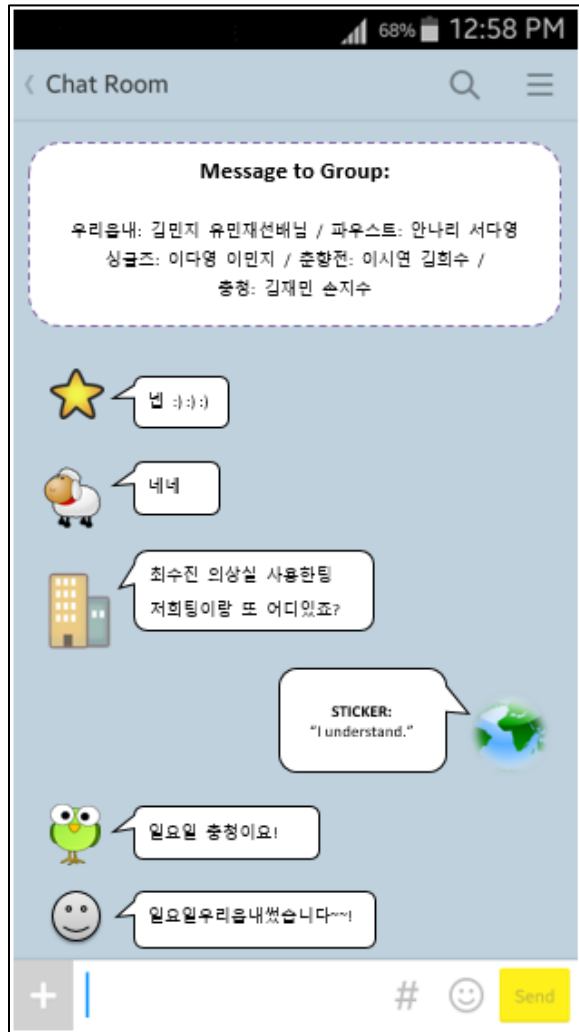 68% 12:58 PM
Chat Room
Message to Group:
우리읍내: 김민지 유민재선배님 / 파우스트: 안나리 서다영
싱글즈: 이다영 이민지 / 춘향전: 이시연 김희수 /
충청: 김재민 손지수
넵 :) :) :)
네네
최수진 의상실 사용한팀
저희팀이랑 또 어디있죠?
STICKER:
"I understand."
일요일 충청이요!
일요일우리읍내썼습니다~~!
+ # Send